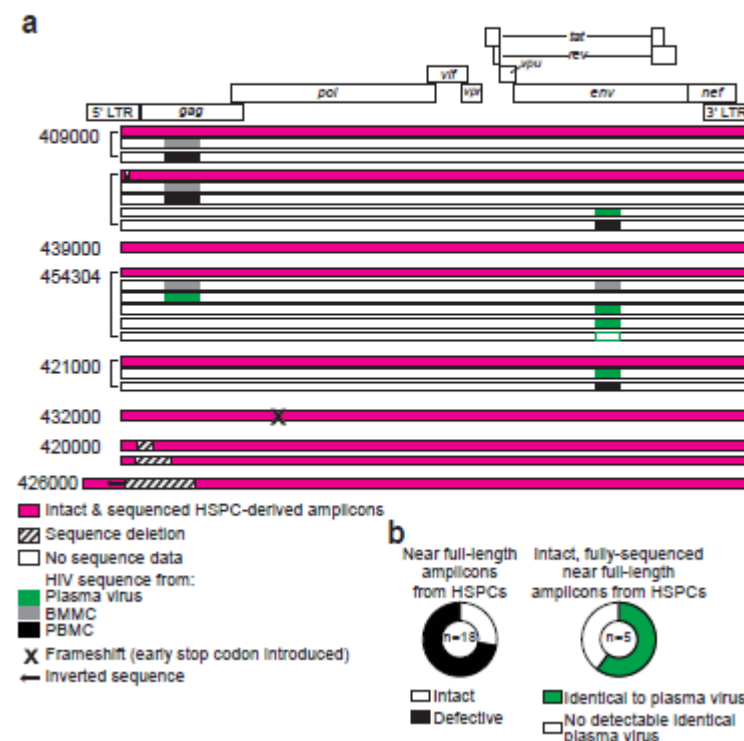 a
tat
rev
vpu
vif
pol
vpr
env
nef
5' LTR
gag
3' LTR
409000
439000
454304
421000
432000
X
420000
426000
Intact & sequenced HSPC-derived amplicons
Sequence deletion
No sequence data
HIV sequence from:
Plasma virus
BMMC
PBMC
X Frameshift (early stop codon introduced)
Inverted sequence
b
Near full-length
amplicons
from HSPCs
n=18
Intact
Defective
Intact, fully-sequenced
near full-length
amplicons from HSPCs
n=5
Identical to plasma virus
No detectable identical
plasma virus